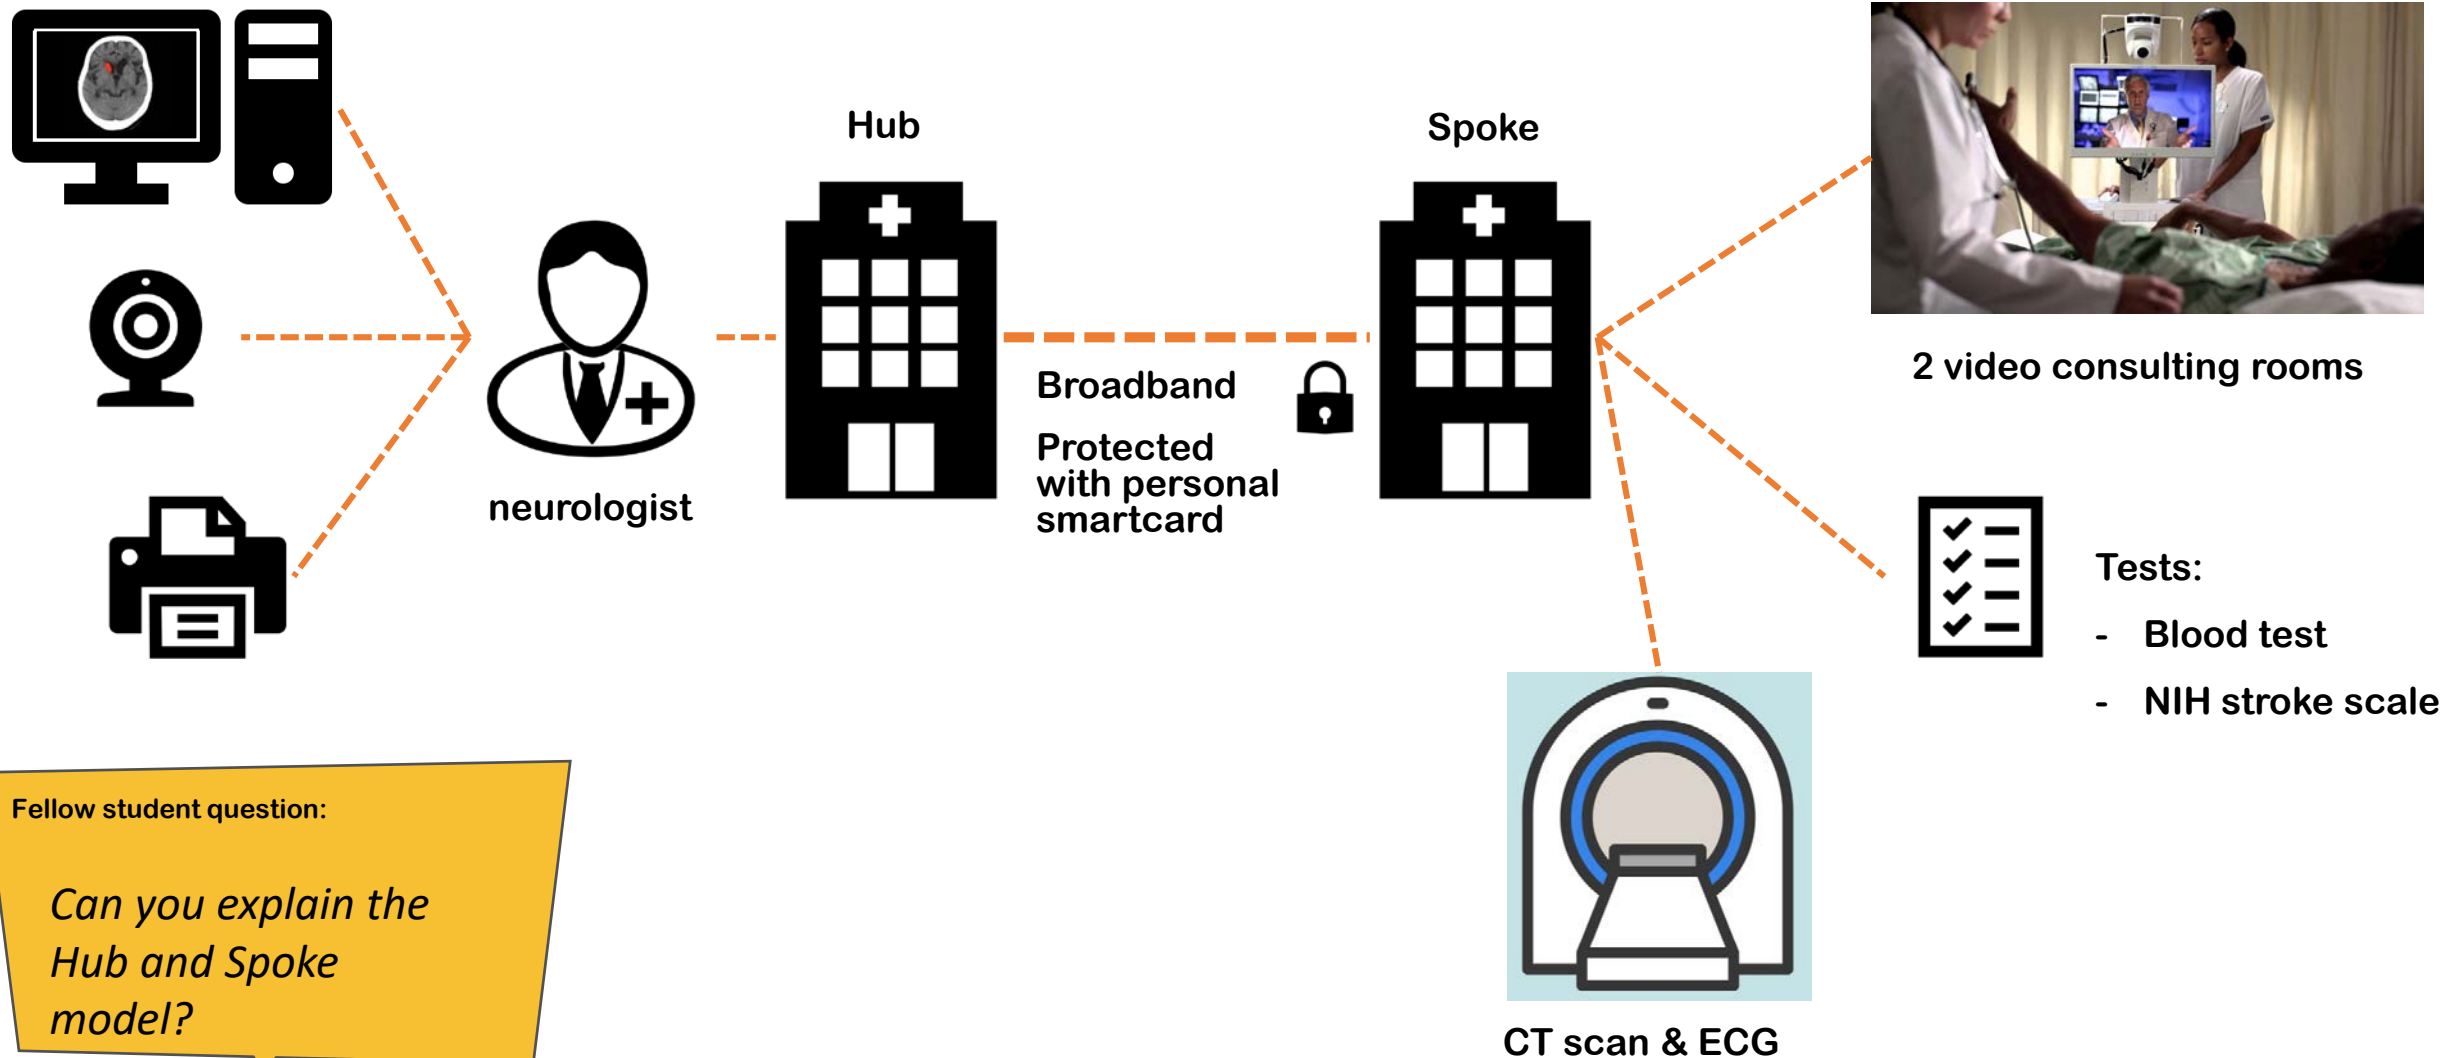 Hub
Spoke
neurologist
Broadband
Protected
with personal
smartcard
2 video consulting rooms
Tests:
- Blood test
- NIH stroke scale
CT scan & ECG
Fellow student question:
Can you explain the
Hub and Spoke
model?